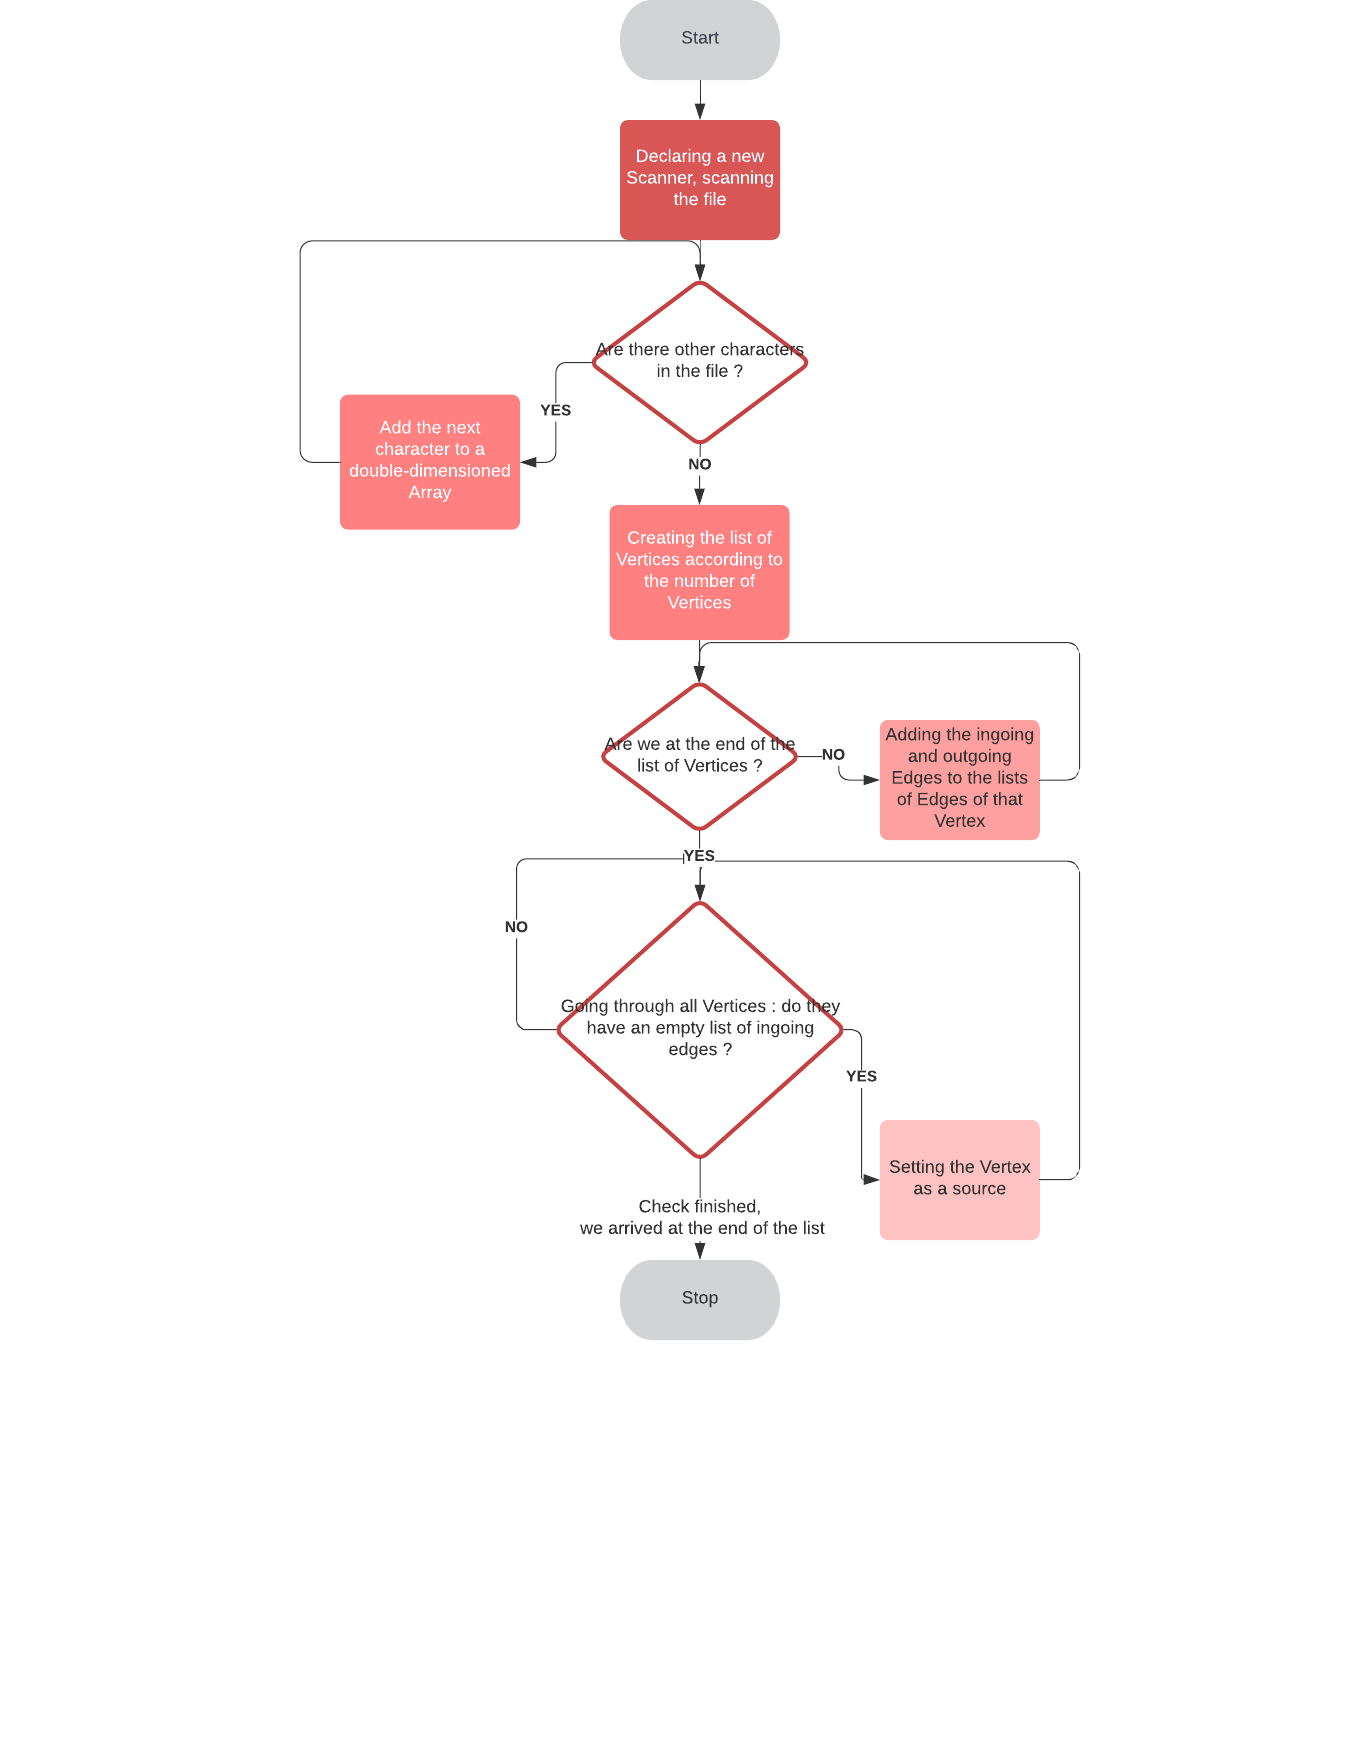 Start
Declaring a new
Scanner, scanning
the file
Are there other characters
in the file ?
YES
Add the next
character to a
double-dimensioned
Array
NO
Creating the list of
Vertices according to
the number of
Vertices
Are we at the end of the
list of Vertices ?
NO
Adding the ingoing
and outgoing
Edges to the lists
of Edges of that
Vertex
YES
NO
Going through all Vertices : do they
have an empty list of ingoing
edges ?
YES
Setting the Vertex
as a source
Check finished,
we arrived at the end of the list
Stop